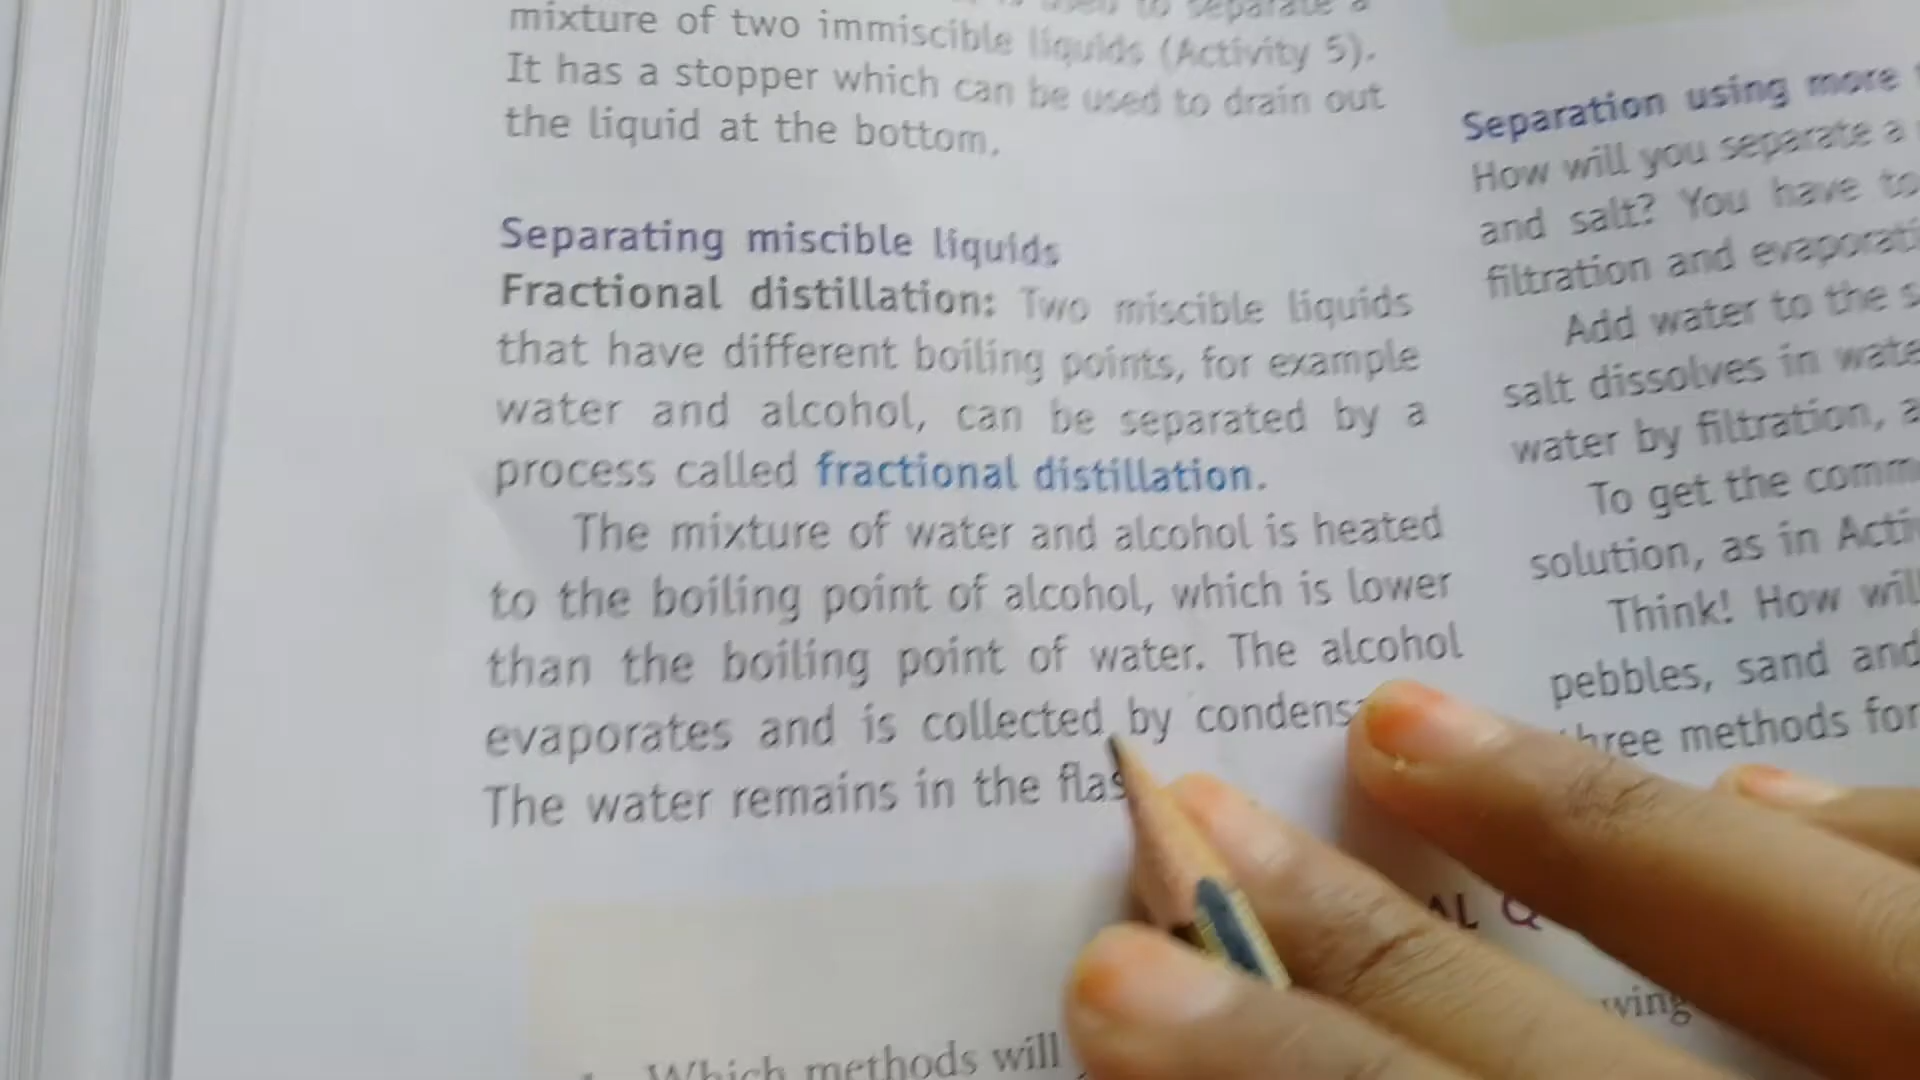 to separate a
mixture of two immiscible liquids (Activity 5).
It has a stopper which can be used to drain out
the liquid at the bottom.
Separating miscible liquids
Fractional distillation: Two miscible liquids
that have different boiling points, for example
water and alcohol, can be separated by a
process called fractional distillation.
The mixture of water and alcohol is heated
to the boiling point of alcohol, which is lower
than the boiling point of water. The alcohol
evaporates and is collected by condens
The water remains in the flas
Which methods will
Separation using more
How will you separate a
and salt? You have to
filtration and evaporati
Add water to the s
salt dissolves in wate
water by filtration, a
To get the comm
solution, as in Acti
Think! How wil
pebbles, sand and
three methods for
AL Q
wing